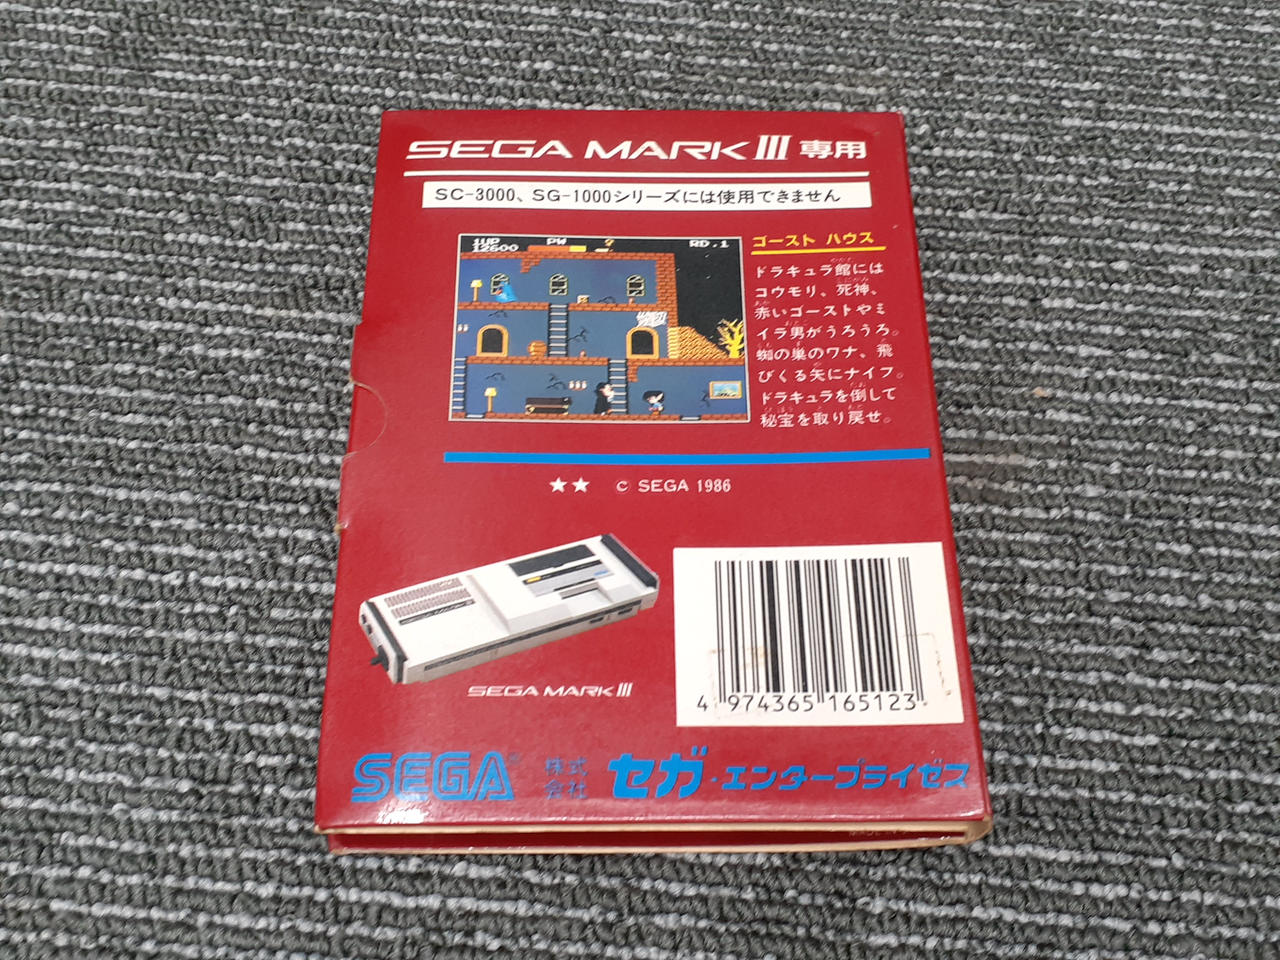 SEGA MARK III 専用
SC-3000、SG-1000シリーズには使用できません
1UP PW RD.1
12600
ゴースト ハウス
ドラキュラ館には
コウモリ、死神、
赤いゴーストやミ
イラ男がうろうろ。
蜘の巣のワナ、飛
びくる矢にナイフ。
ドラキュラを倒して
秘宝を取り戻せ。
★★ © SEGA 1986
SEGA MARK III
4 974365 165123
SEGA® 株式会社 セガ・エンタープライゼス